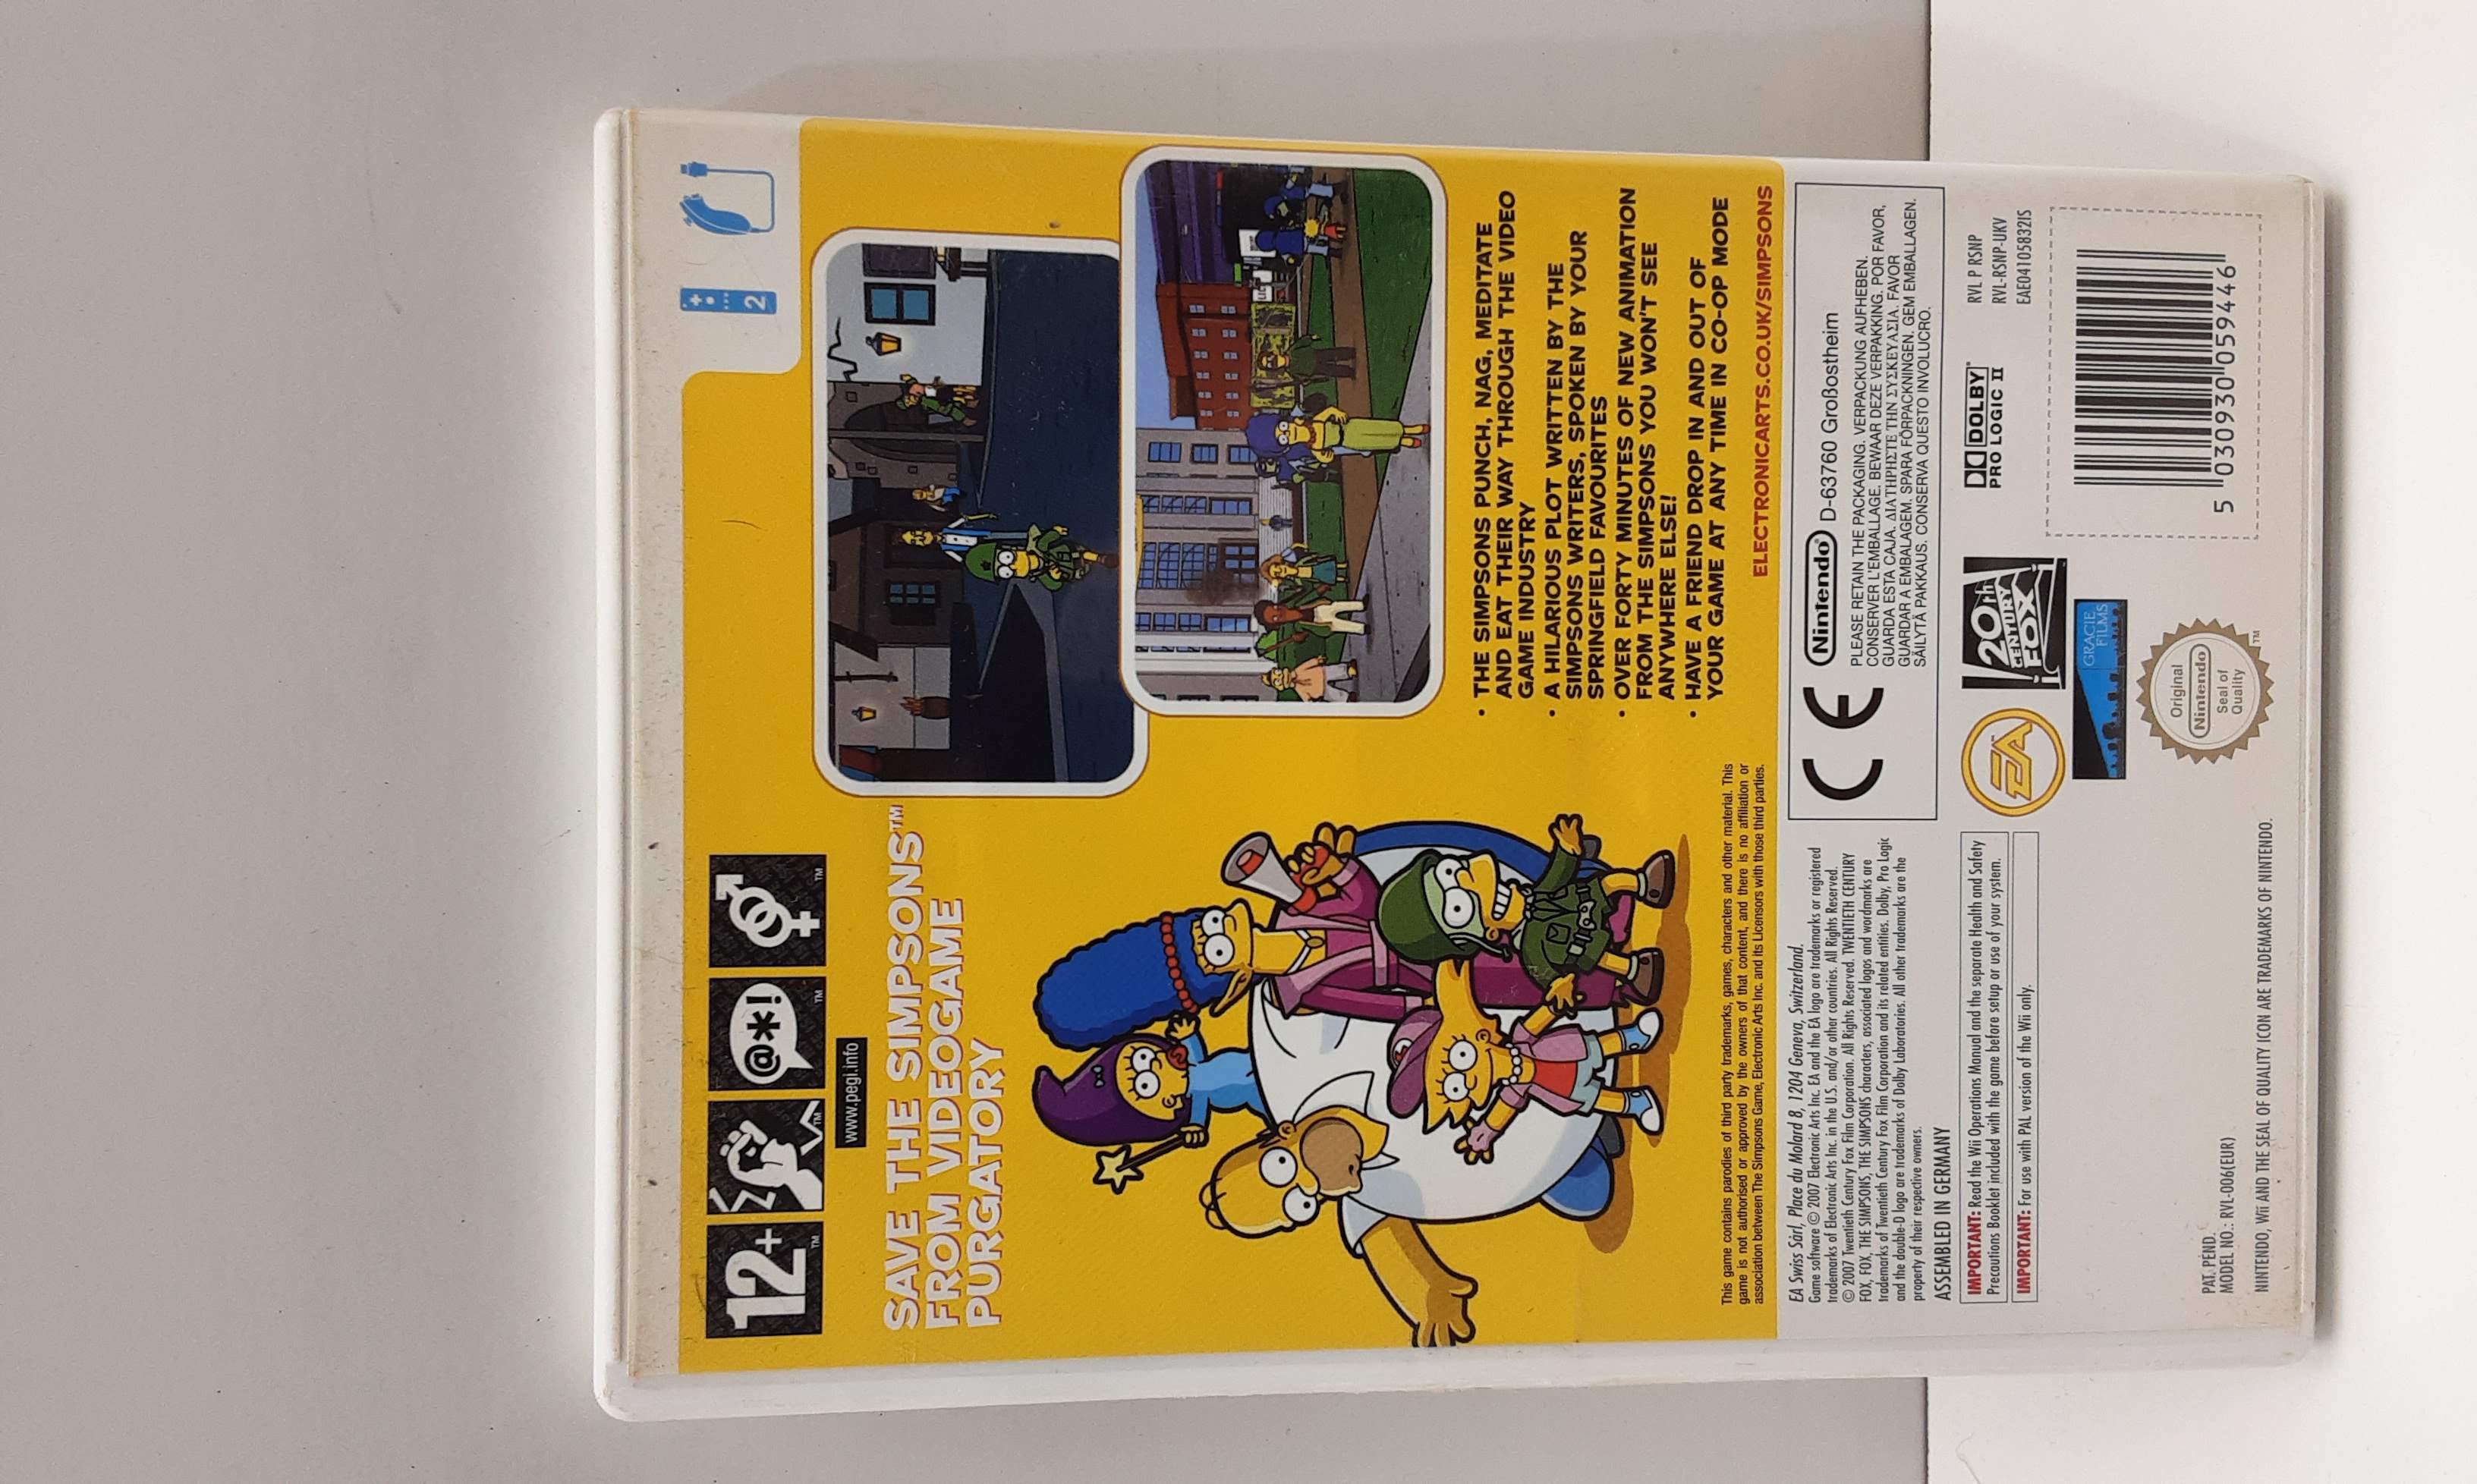 2
12+
TM
TM
@*!
TM
TM
www.pegi.info
SAVE THE SIMPSONS™
FROM VIDEOGAME
PURGATORY
• THE SIMPSONS PUNCH, NAG, MEDITATE
AND EAT THEIR WAY THROUGH THE VIDEO
GAME INDUSTRY
• A HILARIOUS PLOT WRITTEN BY THE
SIMPSONS WRITERS, SPOKEN BY YOUR
SPRINGFIELD FAVOURITES
• OVER FORTY MINUTES OF NEW ANIMATION
FROM THE SIMPSONS YOU WON'T SEE
ANYWHERE ELSE!
• HAVE A FRIEND DROP IN AND OUT OF
YOUR GAME AT ANY TIME IN CO-OP MODE
ELECTRONICARTS.CO.UK/SIMPSONS
This game contains parodies of third party trademarks, games, characters and other material. This
game is not authorised or approved by the owners of that content, and there is no affiliation or
association between The Simpsons Game, Electronic Arts Inc. and its Licensors with those third parties.
EA Swiss Sàrl, Place du Molard 8, 1204 Geneva, Switzerland.
Game software © 2007 Electronic Arts Inc. EA and the EA logo are trademarks or registered
trademarks of Electronic Arts Inc. in the U.S. and/or other countries. All Rights Reserved.
© 2007 Twentieth Century Fox Film Corporation. All Rights Reserved. TWENTIETH CENTURY
FOX, FOX, THE SIMPSONS, THE SIMPSONS characters, associated logos and wordmarks are
trademarks of Twentieth Century Fox Film Corporation and its related entities. Dolby, Pro Logic
and the double-D logo are trademarks of Dolby Laboratories. All other trademarks are the
property of their respective owners.
ASSEMBLED IN GERMANY
CE
Nintendo® D-63760 Großostheim
PLEASE RETAIN THE PACKAGING. VERPACKUNG AUFHEBEN.
CONSERVER L'EMBALLAGE. BEWAAR DEZE VERPAKKING. POR FAVOR,
GUARDA ESTA CAJA. ΔΙΑΤΗΡΗΣΤΕ ΤΗΝ ΣΥΣΚΕΥΑΣΙΑ. FAVOR
GUARDAR A EMBALAGEM. SPARA FÖRPACKNINGEN. GEM EMBALLAGEN.
SÄILYTÄ PAKKAUS. CONSERVA QUESTO INVOLUCRO.
IMPORTANT: Read the Wii Operations Manual and the separate Health and Safety
Precautions Booklet included with the game before setup or use of your system.
IMPORTANT: For use with PAL version of the Wii only.
EA
20th
CENTURY
FOX
GRACIE
FILMS
DOLBY
PRO LOGIC II
RVL P RSNP
RVL-RSNP-UKV
EAE04105832IS
Original
Nintendo
Seal of
Quality
TM
5 030930 059446
PAT. PEND.
MODEL NO.: RVL-006(EUR)
NINTENDO, Wii AND THE SEAL OF QUALITY ICON ARE TRADEMARKS OF NINTENDO.